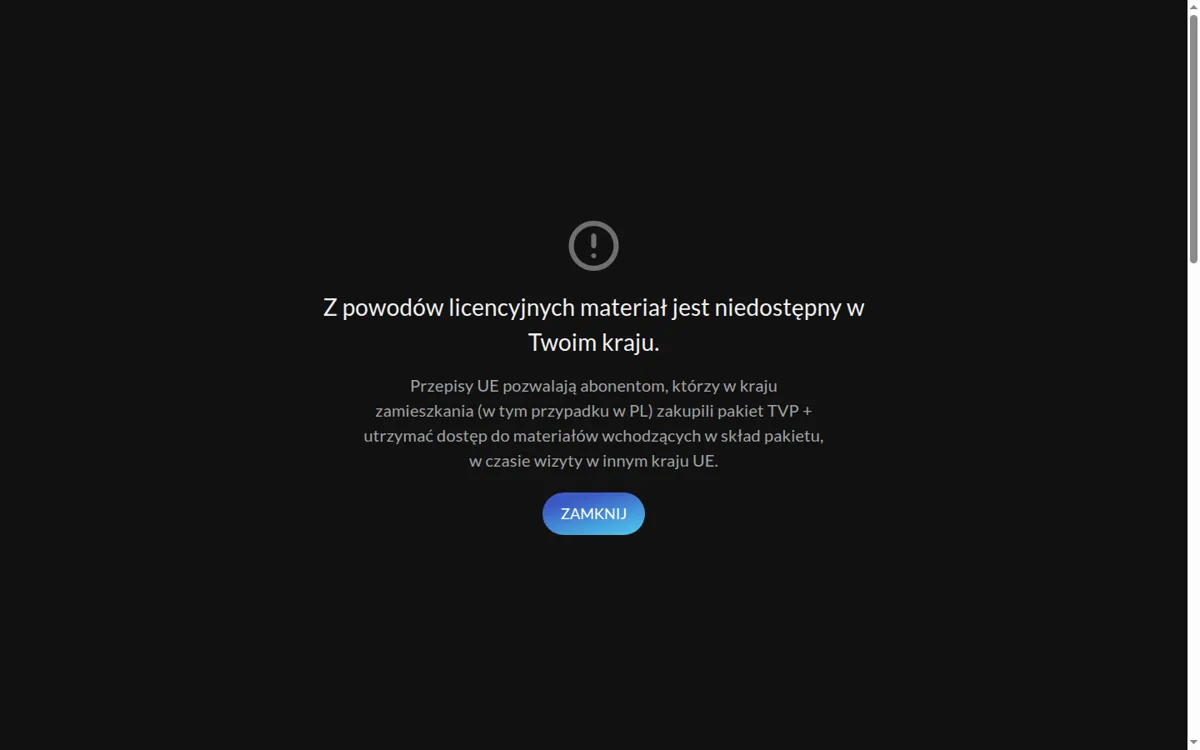 Z powodów licencyjnych materiał jest niedostępny w
Twoim kraju.
Przepisy UE pozwalają abonentom, którzy w kraju
zamieszkania (w tym przypadku w PL) zakupili pakiet TVP +
utrzymać dostęp do materiałów wchodzących w skład pakietu,
w czasie wizyty w innym kraju UE.
ZAMKNIJ